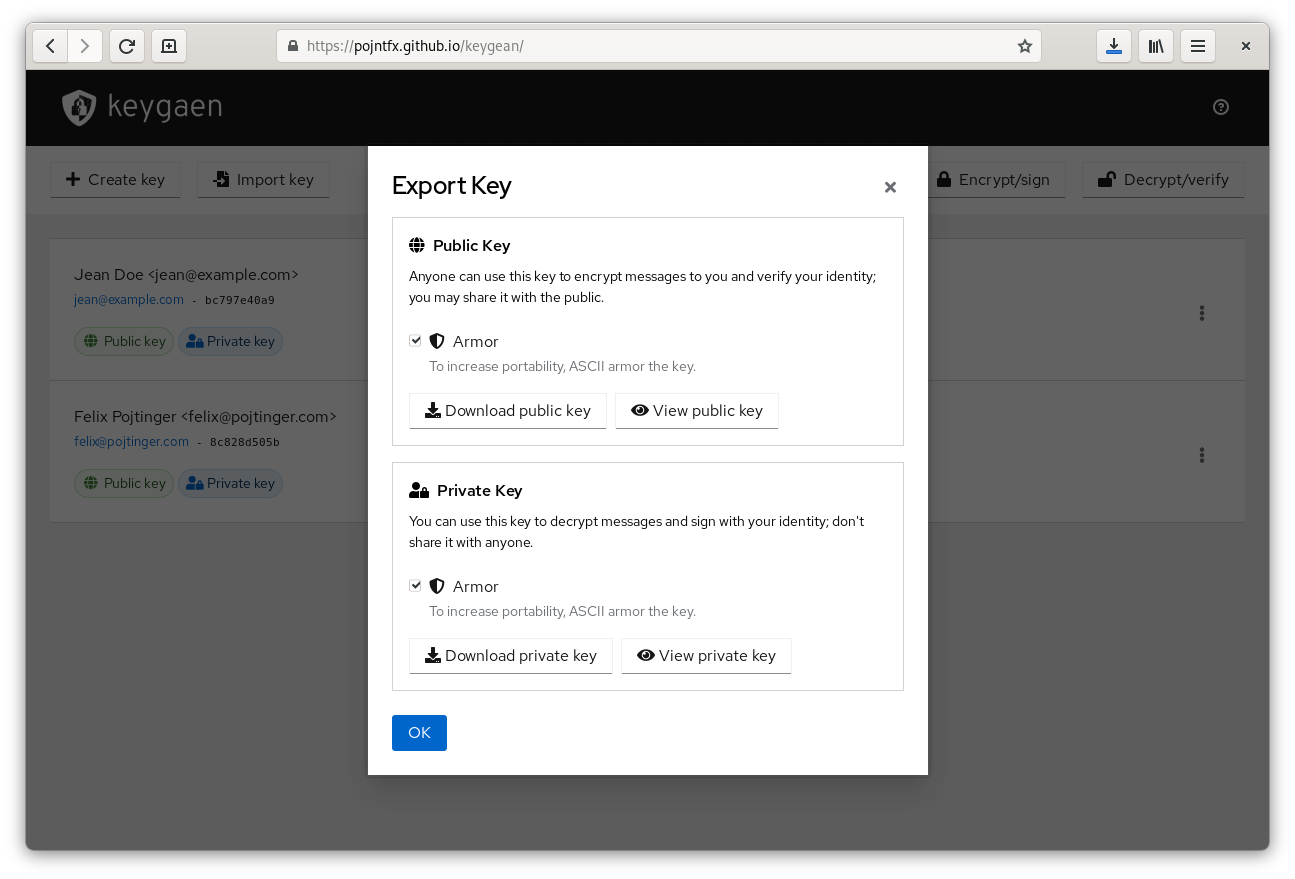 https://pojntfx.github.io/keygean/
keygaen
Create key
Import key
Encrypt/sign
Decrypt/verify
Jean Doe <jean@example.com>
jean@example.com - bc797e40a9
Public key
Private key
Felix Pojtinger <felix@pojtinger.com>
felix@pojtinger.com - 8c828d505b
Public key
Private key
Export Key
Public Key
Anyone can use this key to encrypt messages to you and verify your identity;
you may share it with the public.
Armor
To increase portability, ASCII armor the key.
Download public key
View public key
Private Key
You can use this key to decrypt messages and sign with your identity; don't
share it with anyone.
Armor
To increase portability, ASCII armor the key.
Download private key
View private key
OK